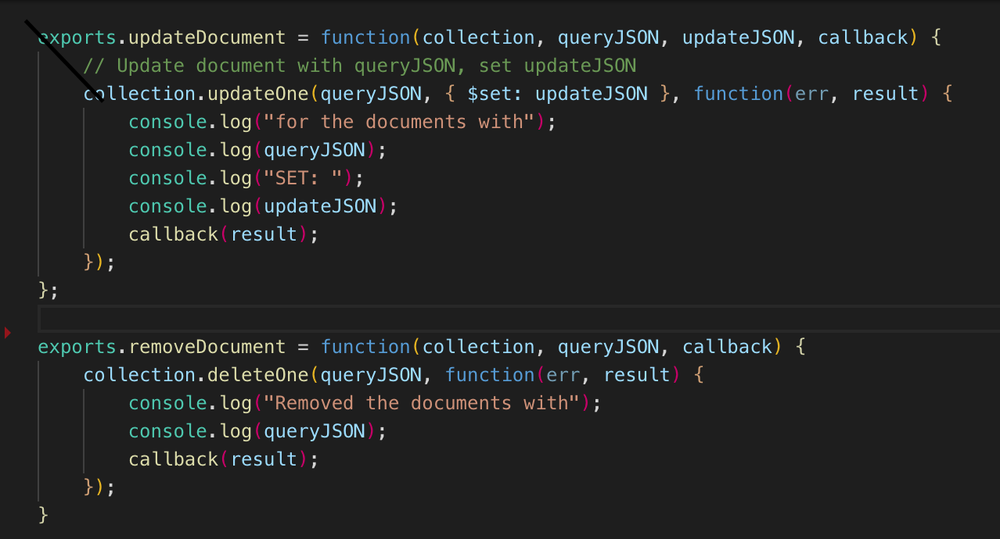 exports.updateDocument = function(collection, queryJSON, updateJSON, callback) {
    // Update document with queryJSON, set updateJSON
    collection.updateOne(queryJSON, { $set: updateJSON }, function(err, result) {
        console.log("for the documents with");
        console.log(queryJSON);
        console.log("SET: ");
        console.log(updateJSON);
        callback(result);
    });
};
exports.removeDocument = function(collection, queryJSON, callback) {
    collection.deleteOne(queryJSON, function(err, result) {
        console.log("Removed the documents with");
        console.log(queryJSON);
        callback(result);
    });
}